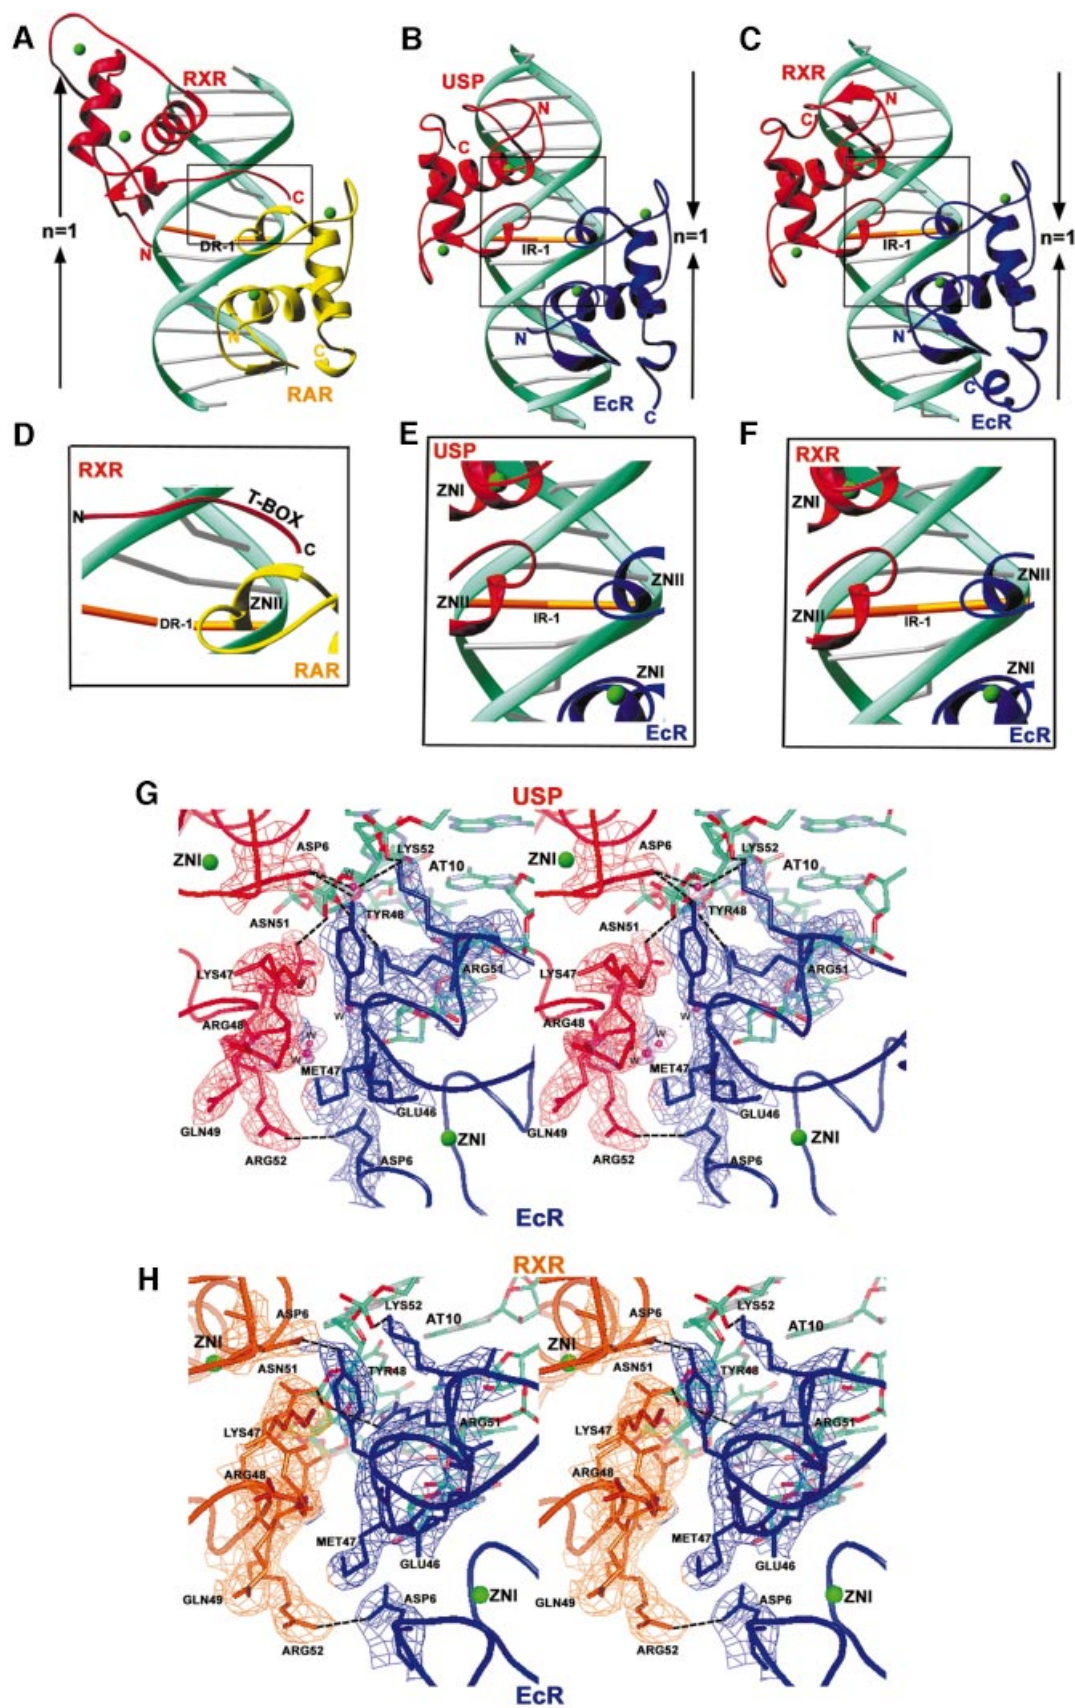 A
RXR
C
n=1
DR-1
N
N
C
RAR
B
USP
N
C
IR-1
n=1
N
EcR
C
C
RXR
N
C
IR-1
n=1
N
C
EcR
D
RXR
N
T-BOX
C
ZNII
DR-1
RAR
E
USP
ZNI
ZNII
ZNII
IR-1
ZNI
EcR
F
RXR
ZNI
ZNII
ZNII
IR-1
ZNI
EcR
G
USP
ZNI
ASP6
LYS52
AT10
W
TYR48
ASN51
ARG51
LYS47
W
ARG48
W
W
MET47
GLU46
GLN49
ARG52
ASP6
ZNI
ZNI
ASP6
LYS52
AT10
TYR48
ASN51
ARG51
LYS47
W
ARG48
W
W
MET47
GLU46
GLN49
ARG52
ASP6
ZNI
EcR
H
RXR
ZNI
ASP6
LYS52
AT10
ASN51
TYR48
LYS47
ARG51
ARG48
MET47
GLU46
GLN49
ARG52
ASP6
ZNI
ZNI
ASP6
LYS52
AT10
ASN51
TYR48
LYS47
ARG51
ARG48
MET47
GLU46
GLN49
ARG52
ASP6
ZNI
EcR